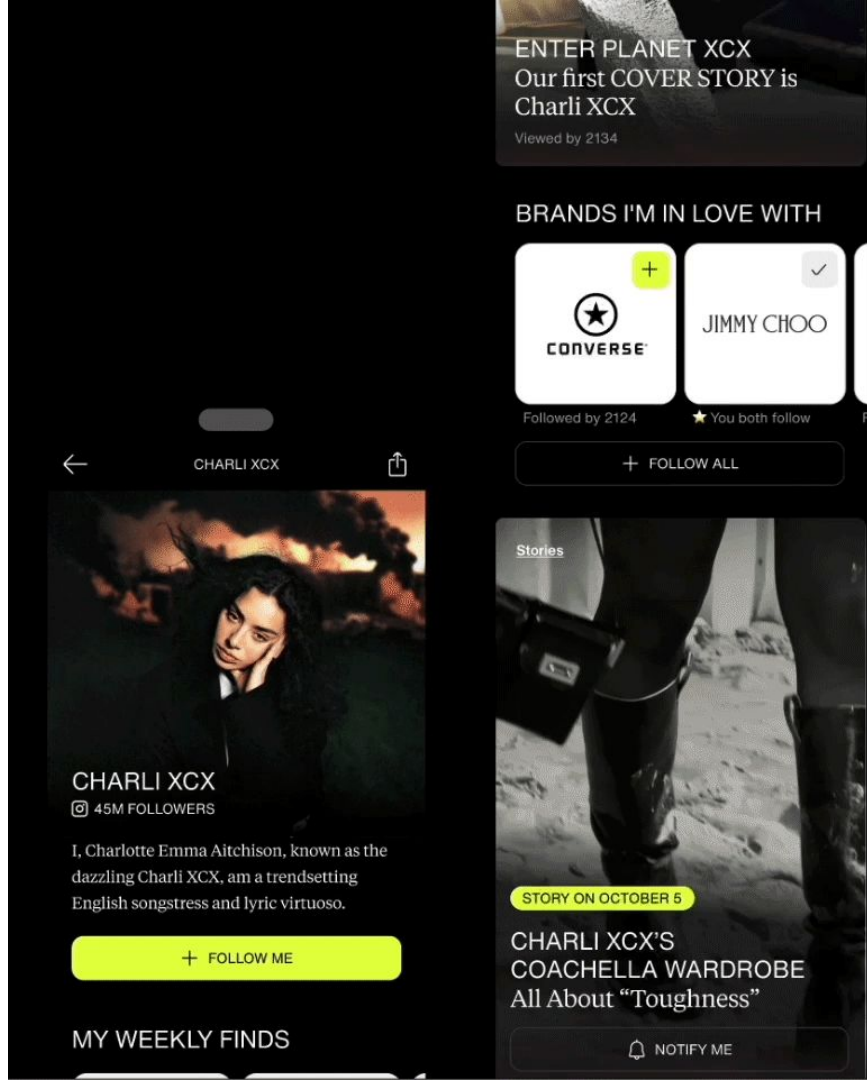 CHARLI XCX
CHARLI XCX
45M FOLLOWERS
I, Charlotte Emma Aitchison, known as the
dazzling Charli XCX, am a trendsetting
English songstress and lyric virtuoso.
+ FOLLOW ME
MY WEEKLY FINDS
ENTER PLANET XCX
Our first COVER STORY is
Charli XCX
Viewed by 2134
BRANDS I'M IN LOVE WITH
CONVERSE
JIMMY CHOO
Followed by 2124
You both follow
+ FOLLOW ALL
Stories
STORY ON OCTOBER 5
CHARLI XCX’S
COACHELLA WARDROBE
All About “Toughness”
NOTIFY ME